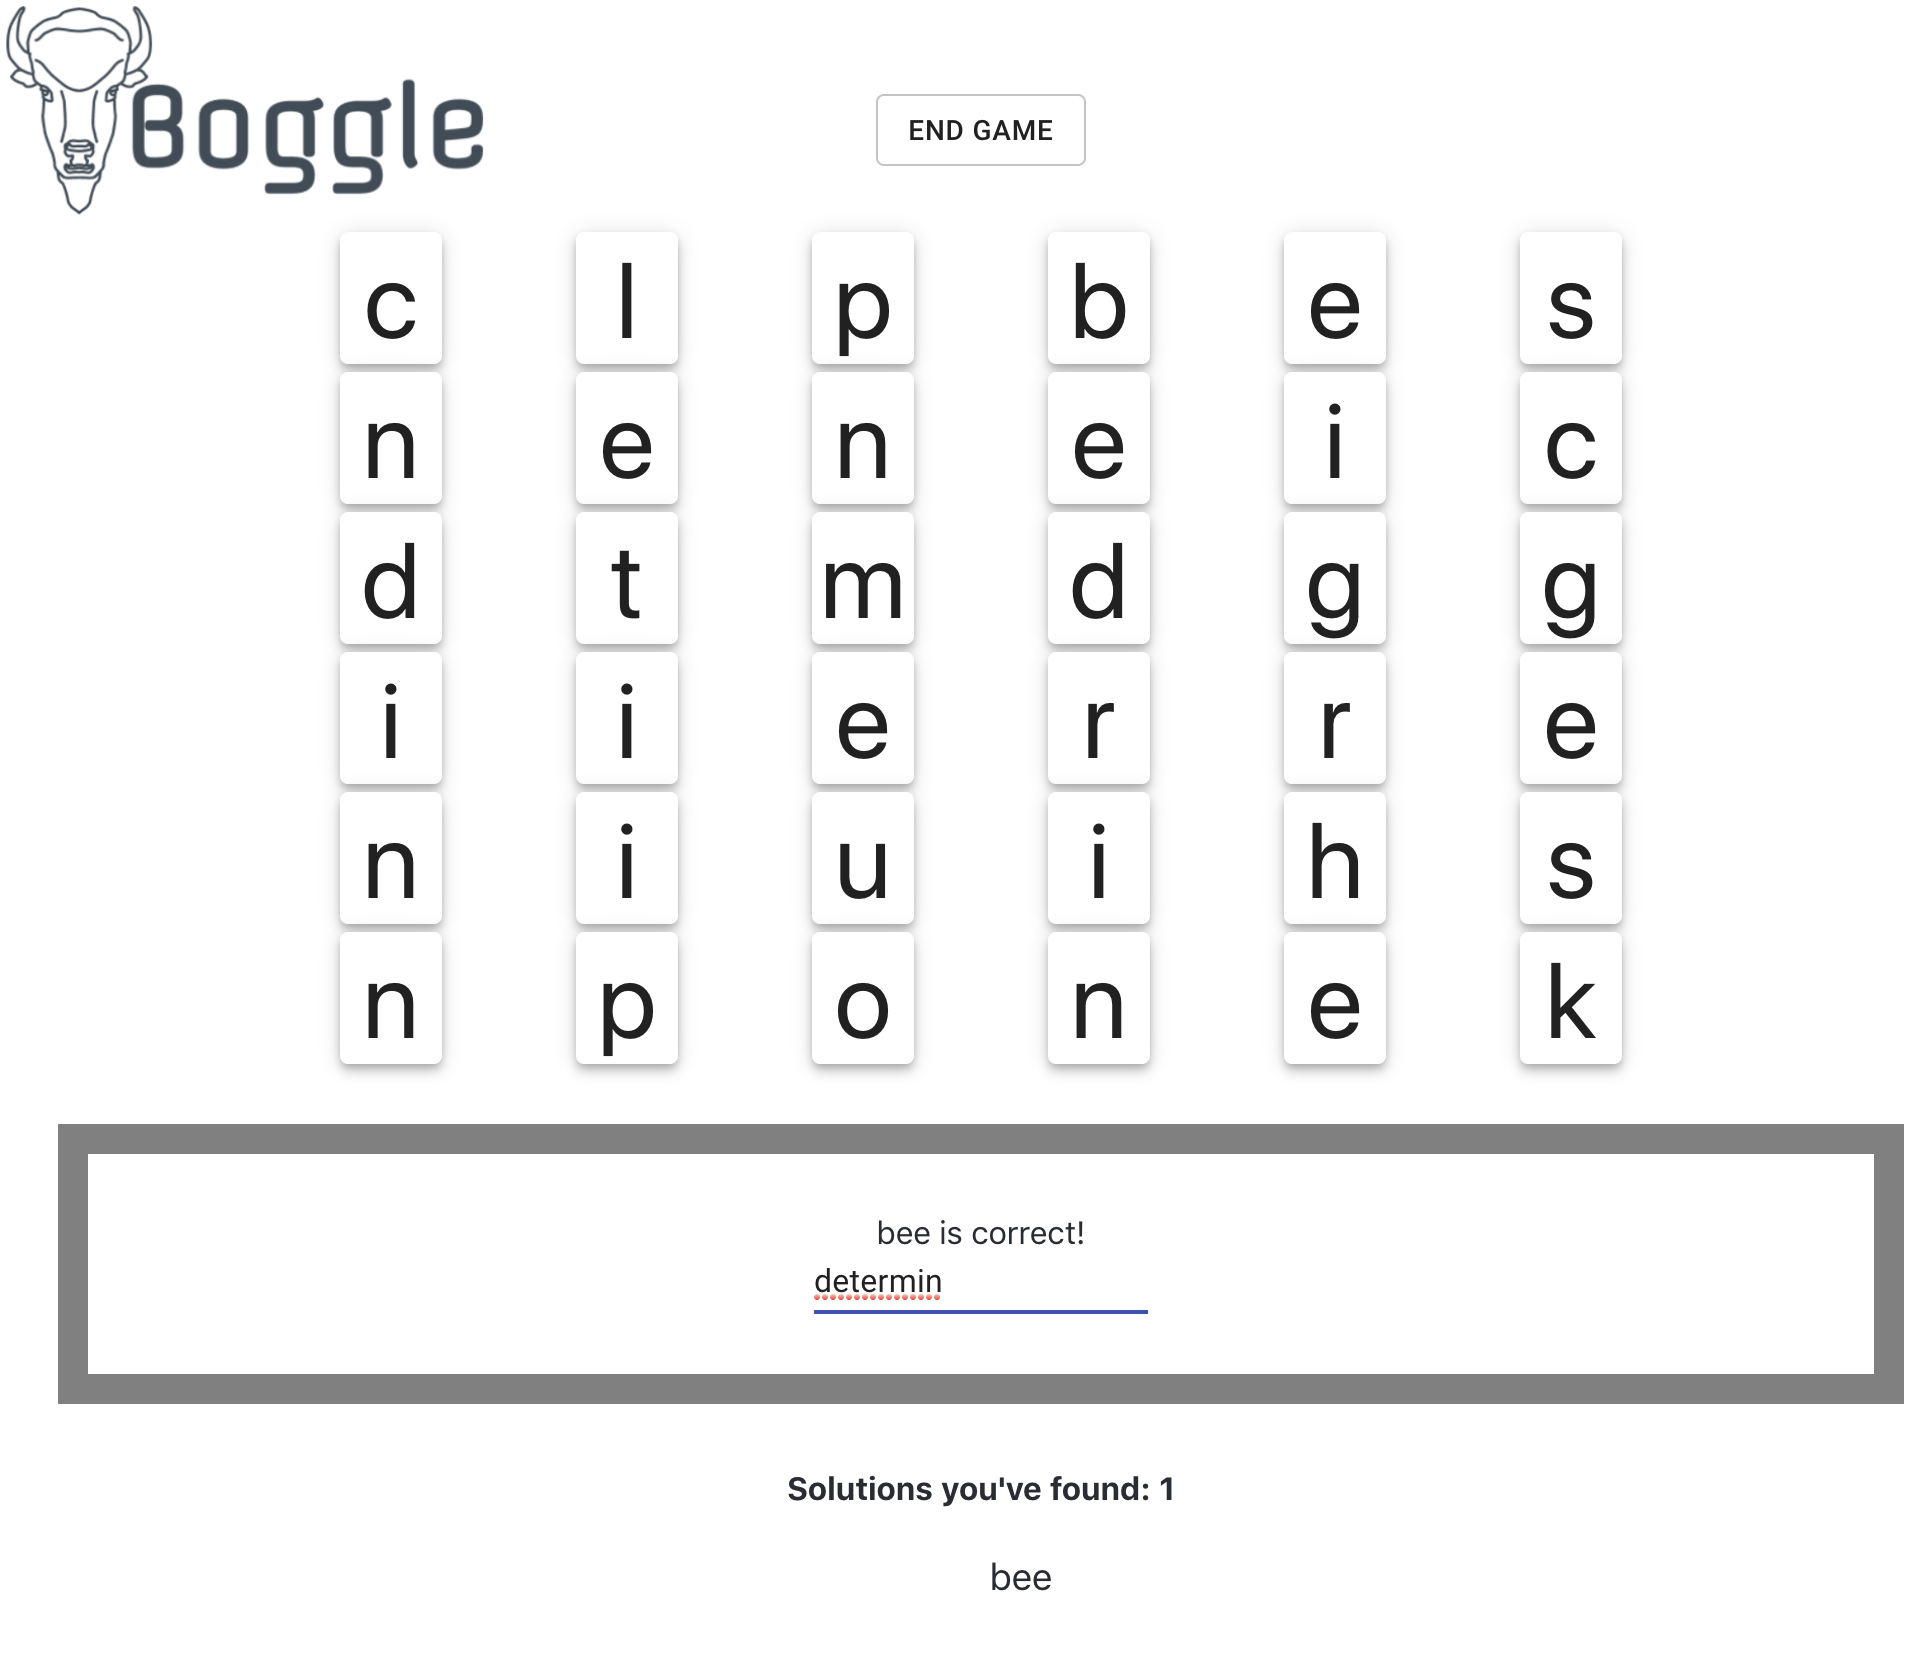 Boggle
END GAME
c l p b e s
n e n e i c
d t m d g g
i i e r r e
n i u i h s
n p o n e k
bee is correct!
determin
Solutions you've found: 1
bee